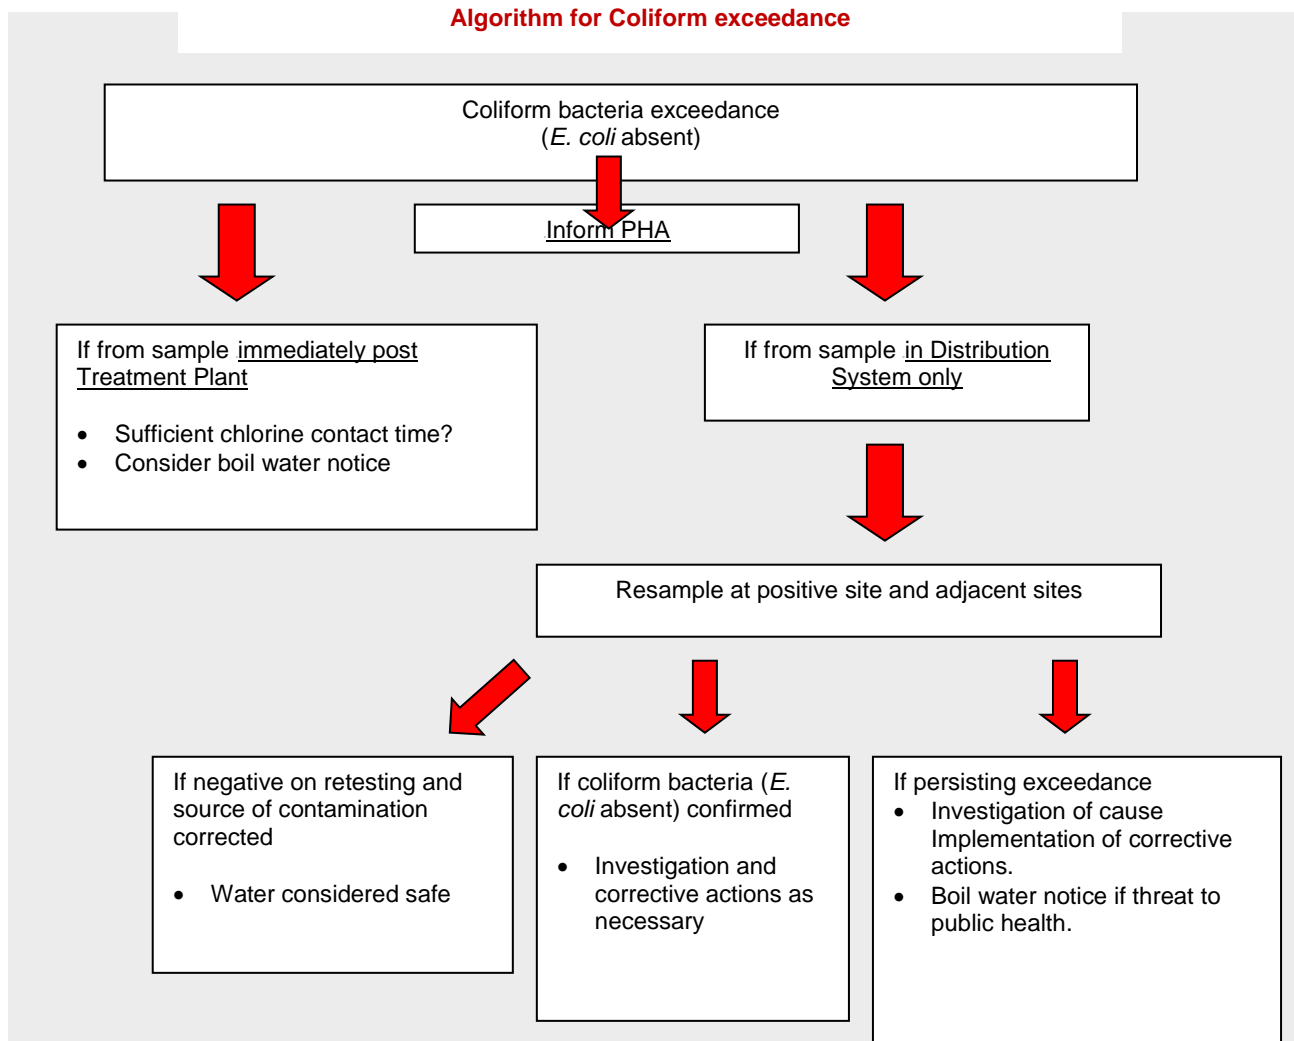 Algorithm for Coliform exceedance
Coliform bacteria exceedance
(E. coli absent)
Inform PHA
If from sample immediately post
Treatment Plant
• Sufficient chlorine contact time?
• Consider boil water notice
If from sample in Distribution
System only
Resample at positive site and adjacent sites
If negative on retesting and
source of contamination
corrected
• Water considered safe
If coliform bacteria (E.
coli absent) confirmed
• Investigation and
corrective actions as
necessary
If persisting exceedance
• Investigation of cause
Implementation of corrective
actions.
• Boil water notice if threat to
public health.